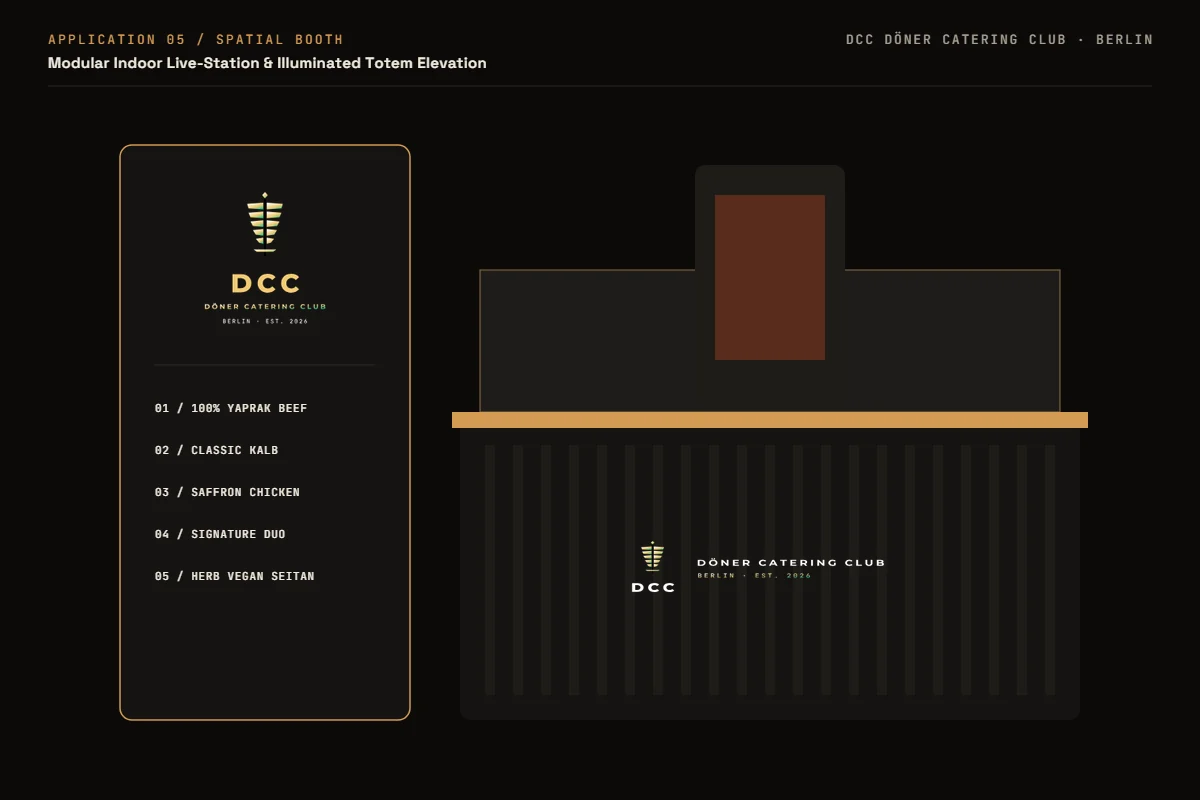 APPLICATION 05 / SPATIAL BOOTH
DCC DÖNER CATERING CLUB · BERLIN
Modular Indoor Live-Station & Illuminated Totem Elevation
DCC
DÖNER CATERING CLUB
BERLIN · EST. 2026
01 / 100% YAPRAK BEEF
02 / CLASSIC KALB
03 / SAFFRON CHICKEN
04 / SIGNATURE DUO
05 / HERB VEGAN SEITAN
DÖNER CATERING CLUB
BERLIN · EST. 2026
DCC